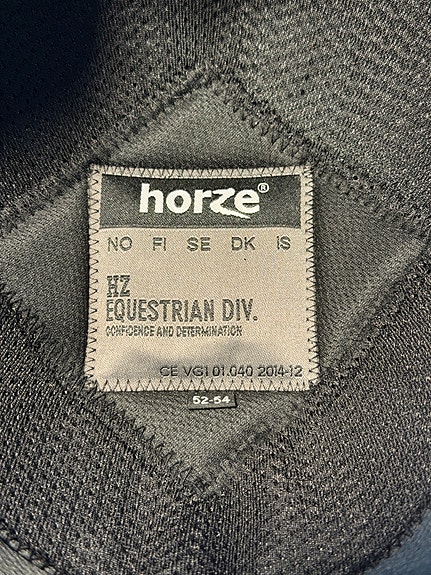 horze®
NO FI SE DK IS
HZ
EQUESTRIAN DIV.
CONFIDENCE AND DETERMINATION
CE VG1 01.040 2014-12
52-54